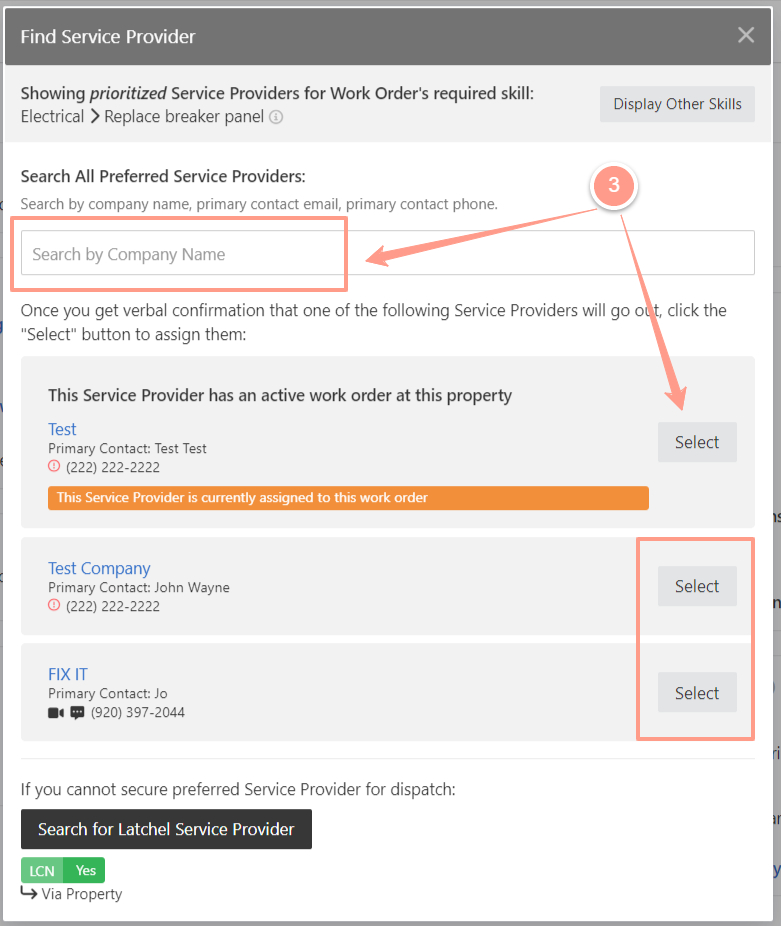 Find Service Provider
Showing prioritized Service Providers for Work Order's required skill:
Electrical > Replace breaker panel
Display Other Skills
Search All Preferred Service Providers:
Search by company name, primary contact email, primary contact phone.
3
Search by Company Name
Once you get verbal confirmation that one of the following Service Providers will go out, click the
"Select" button to assign them:
This Service Provider has an active work order at this property
Test
Primary Contact: Test Test
(222) 222-2222
Select
This Service Provider is currently assigned to this work order
Test Company
Primary Contact: John Wayne
(222) 222-2222
Select
FIX IT
Primary Contact: Jo
(920) 397-2044
Select
If you cannot secure preferred Service Provider for dispatch:
Search for Latchel Service Provider
LCN Yes
Via Property